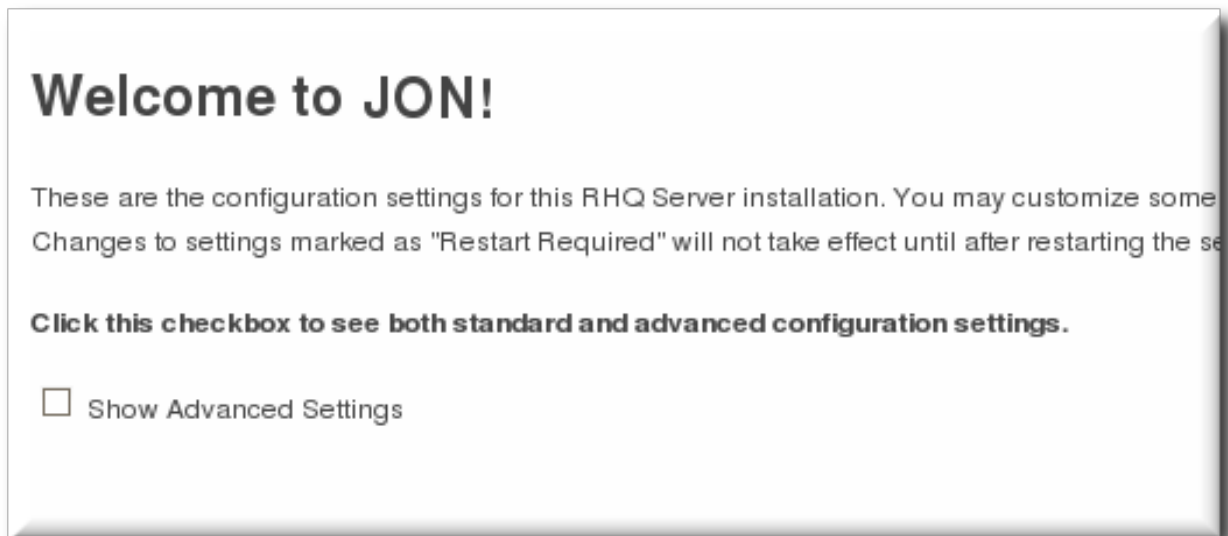 Welcome to JON!
These are the configuration settings for this RHQ Server installation. You may customize some
Changes to settings marked as "Restart Required" will not take effect until after restarting the
Click this checkbox to see both standard and advanced configuration settings.
Show Advanced Settings